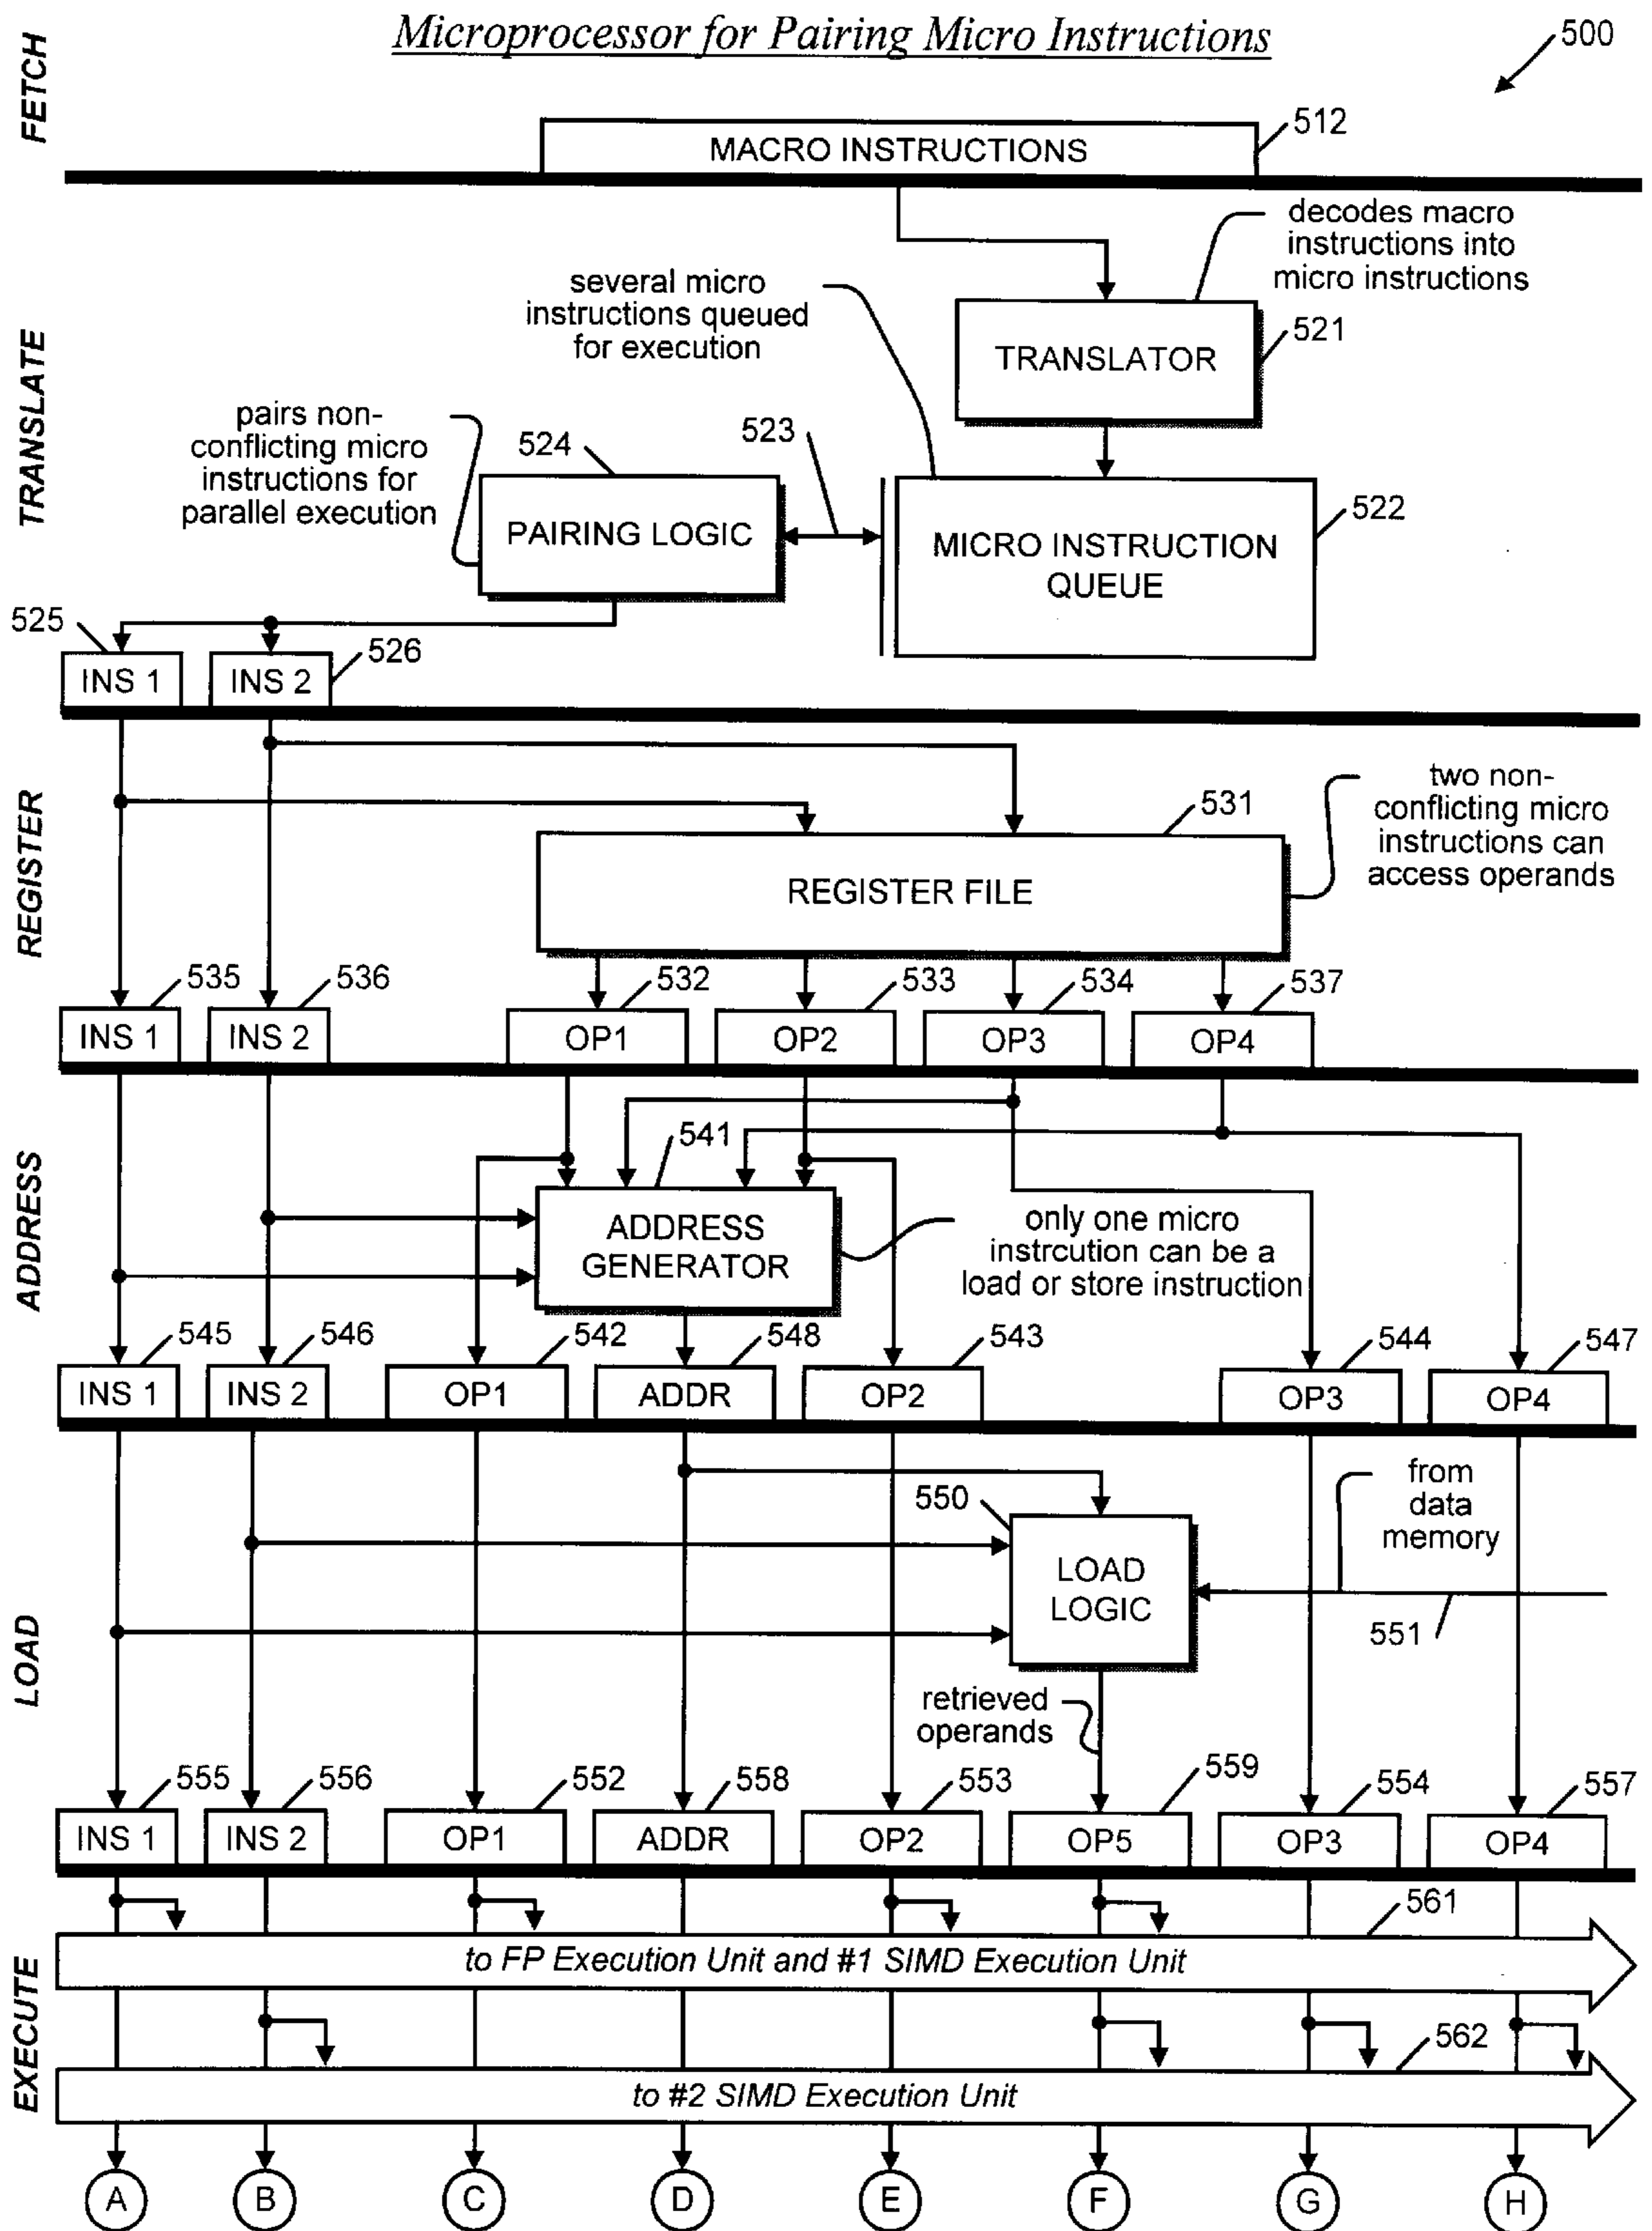 Microprocessor for Pairing Micro Instructions
500
FETCH
MACRO INSTRUCTIONS
512
TRANSLATE
decodes macro
instructions into
micro instructions
several micro
instructions queued
for execution
TRANSLATOR
521
pairs non-
conflicting micro
instructions for
parallel execution
524
523
PAIRING LOGIC
MICRO INSTRUCTION
QUEUE
522
525
INS 1
INS 2
526
REGISTER
two non-
conflicting micro
instructions can
access operands
531
REGISTER FILE
535
536
532
533
534
537
INS 1
INS 2
OP1
OP2
OP3
OP4
ADDRESS
541
ADDRESS
GENERATOR
only one micro
instrcution can be a
load or store instruction
545
546
542
548
543
544
547
INS 1
INS 2
OP1
ADDR
OP2
OP3
OP4
LOAD
from
data
memory
550
LOAD
LOGIC
551
retrieved
operands
555
556
552
558
553
559
554
557
INS 1
INS 2
OP1
ADDR
OP2
OP5
OP3
OP4
EXECUTE
561
to FP Execution Unit and #1 SIMD Execution Unit
562
to #2 SIMD Execution Unit
A
B
C
D
E
F
G
H